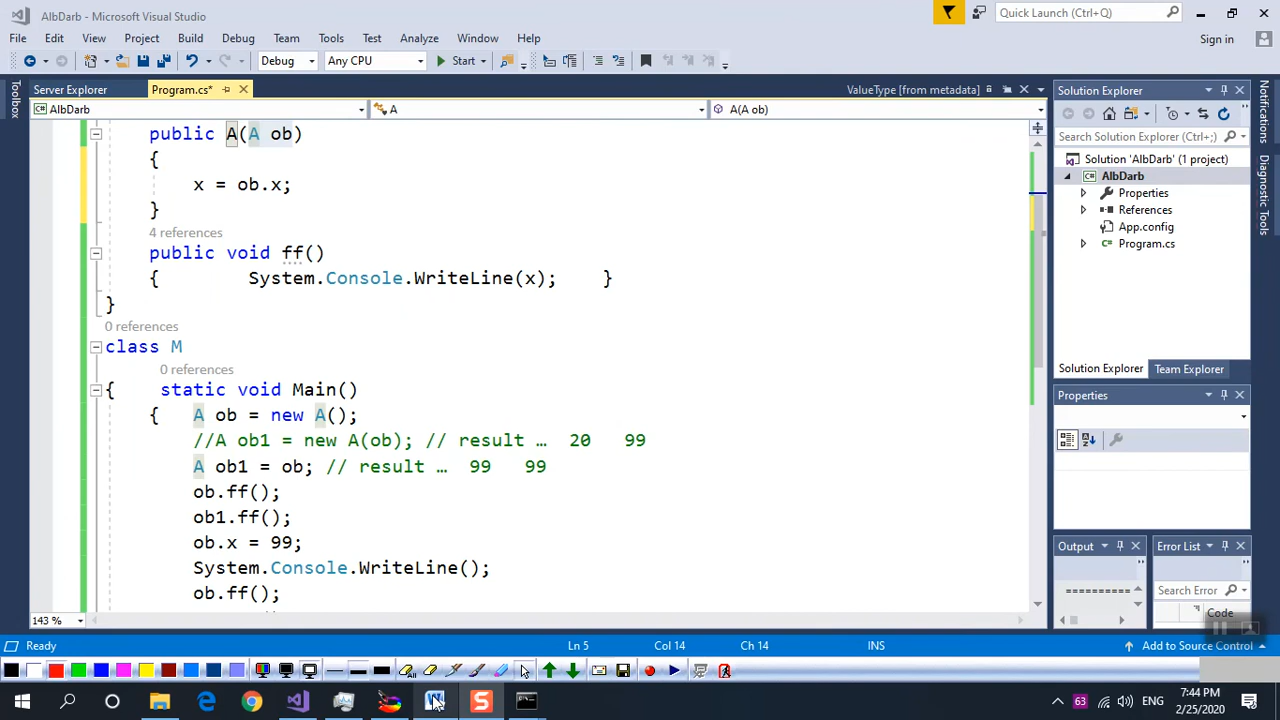 AlbDarb - Microsoft Visual Studio
Quick Launch (Ctrl+Q)
File Edit View Project Build Debug Team Tools Test Analyze Window Help
Sign in
Debug Any CPU Start
Toolbox
Server Explorer Program.cs* ValueType [from metadata]
AlbDarb A A(A ob)
public A(A ob)
{
x = ob.x;
}
4 references
public void ff()
{ System.Console.WriteLine(x); }
}
0 references
class M
0 references
{ static void Main()
{ A ob = new A();
//A ob1 = new A(ob); // result … 20 99
A ob1 = ob; // result … 99 99
ob.ff();
ob1.ff();
ob.x = 99;
System.Console.WriteLine();
ob.ff();
143 %
Solution Explorer
Search Solution Explorer (Ctrl+;)
Solution 'AlbDarb' (1 project)
AlbDarb
Properties
References
App.config
Program.cs
Solution Explorer Team Explorer
Properties
Output Error List
Search Error
==========
Code
Notifications
Diagnostic Tools
Ready Ln 5 Col 14 Ch 14 INS Add to Source Control
63 ENG
7:44 PM
2/25/2020